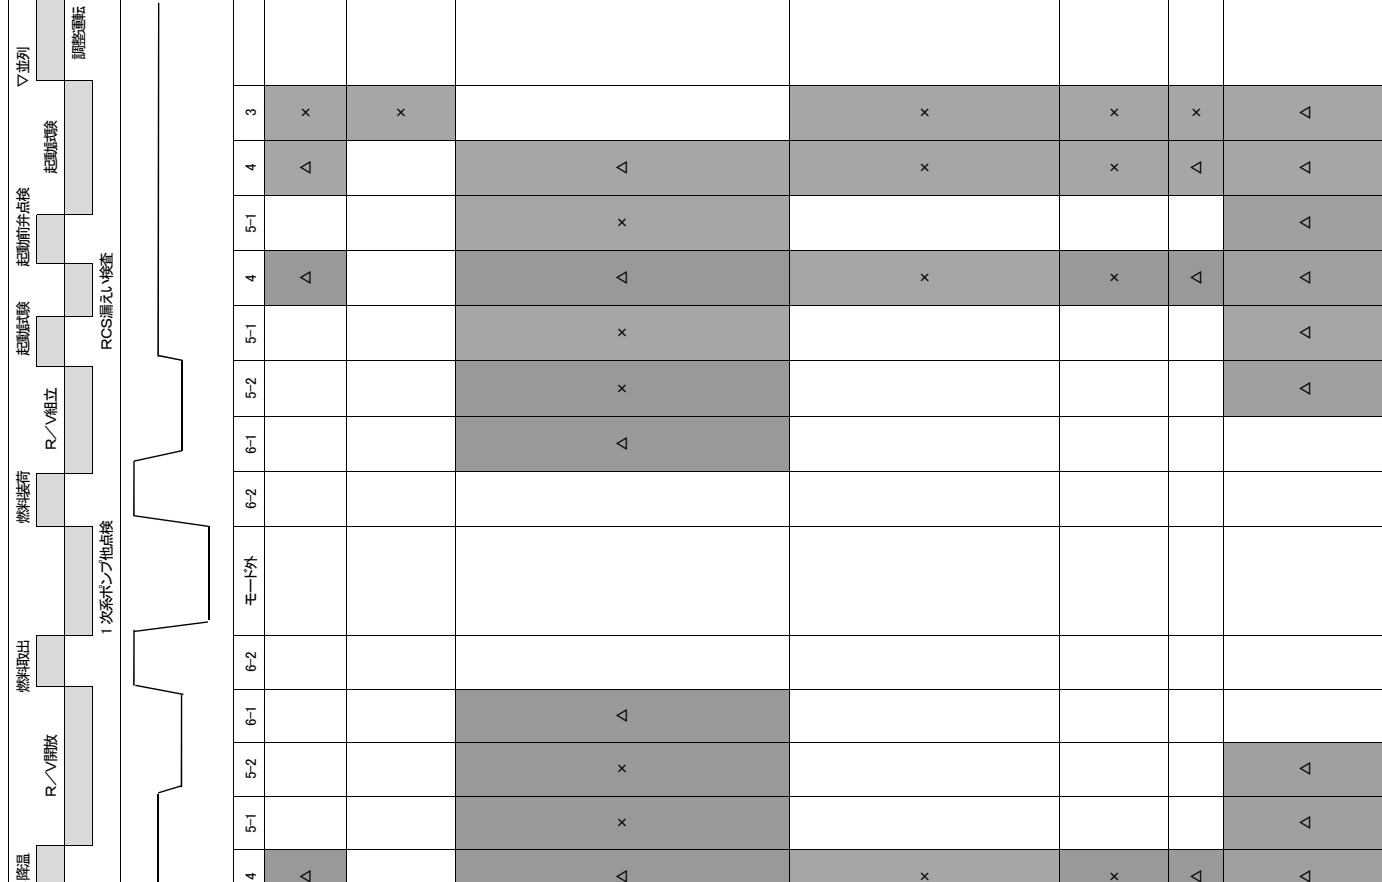 降温 燃料取出 燃料装荷 起動試験 起動前弁点検 ▽並列
R／V開放 R／V組立 起動試験
調整運転
1次系ポンプ他点検 RCS漏えい検査
4 5-1 5-2 6-1 6-2 モード外 6-2 6-1 5-2 5-1 4 5-1 4 3
△ △ △ ×
×
△ × × △ △ × × △ × △
× × × ×
× × × ×
△ △ △ ×
△ △ △ △ △ △ △ △ △